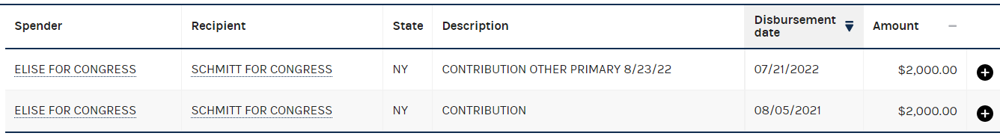 Spender Recipient State Description Disbursement date Amount
ELISE FOR CONGRESS SCHMITT FOR CONGRESS NY CONTRIBUTION OTHER PRIMARY 8/23/22 07/21/2022 $2,000.00
ELISE FOR CONGRESS SCHMITT FOR CONGRESS NY CONTRIBUTION 08/05/2021 $2,000.00